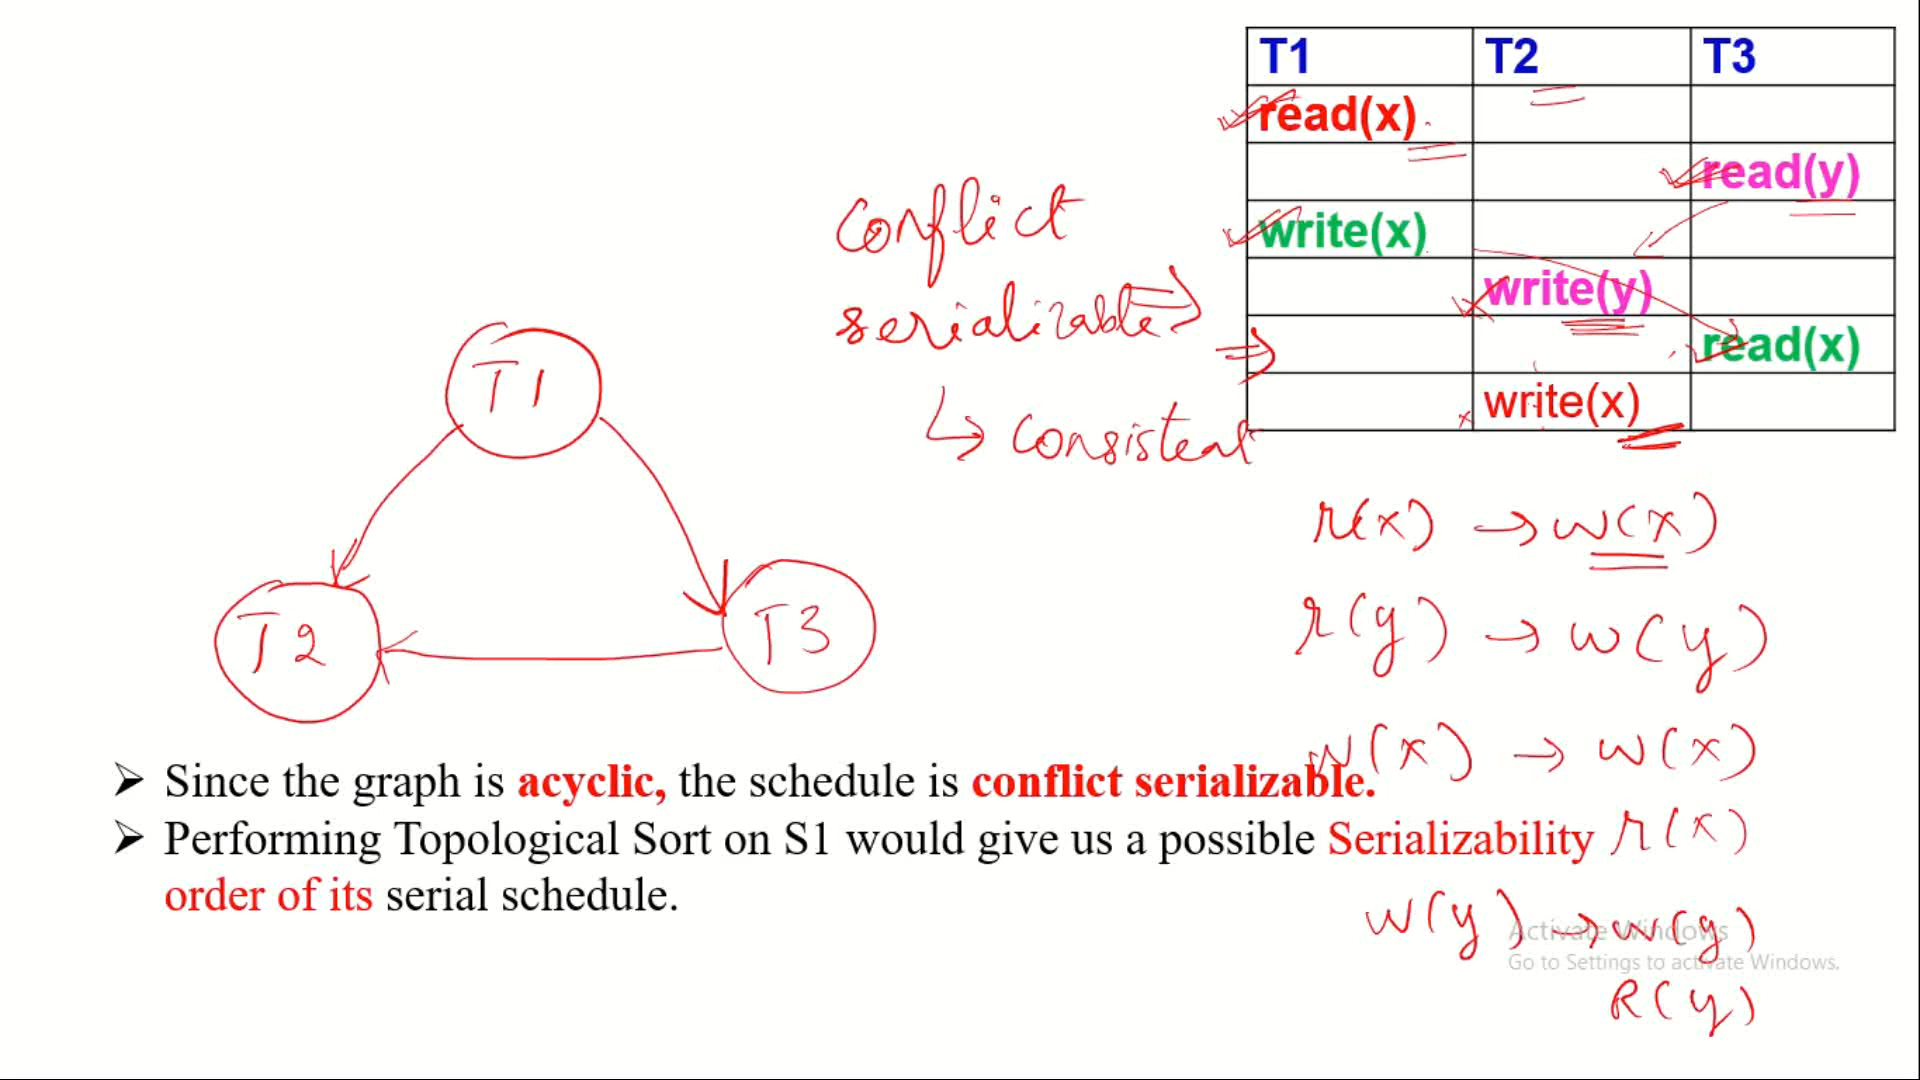 T1 T2 T3
read(x)
read(y)
write(x)
write(y)
read(x)
write(x)
conflict
serializable
consistent
T1
T2
T3
r(x) → w(x)
r(y) → w(y)
w(x) → w(x)
r(x)
w(y) → w(y)
R(y)
➢ Since the graph is acyclic, the schedule is conflict serializable.
➢ Performing Topological Sort on S1 would give us a possible Serializability
order of its serial schedule.
Activate Windows
Go to Settings to activate Windows.